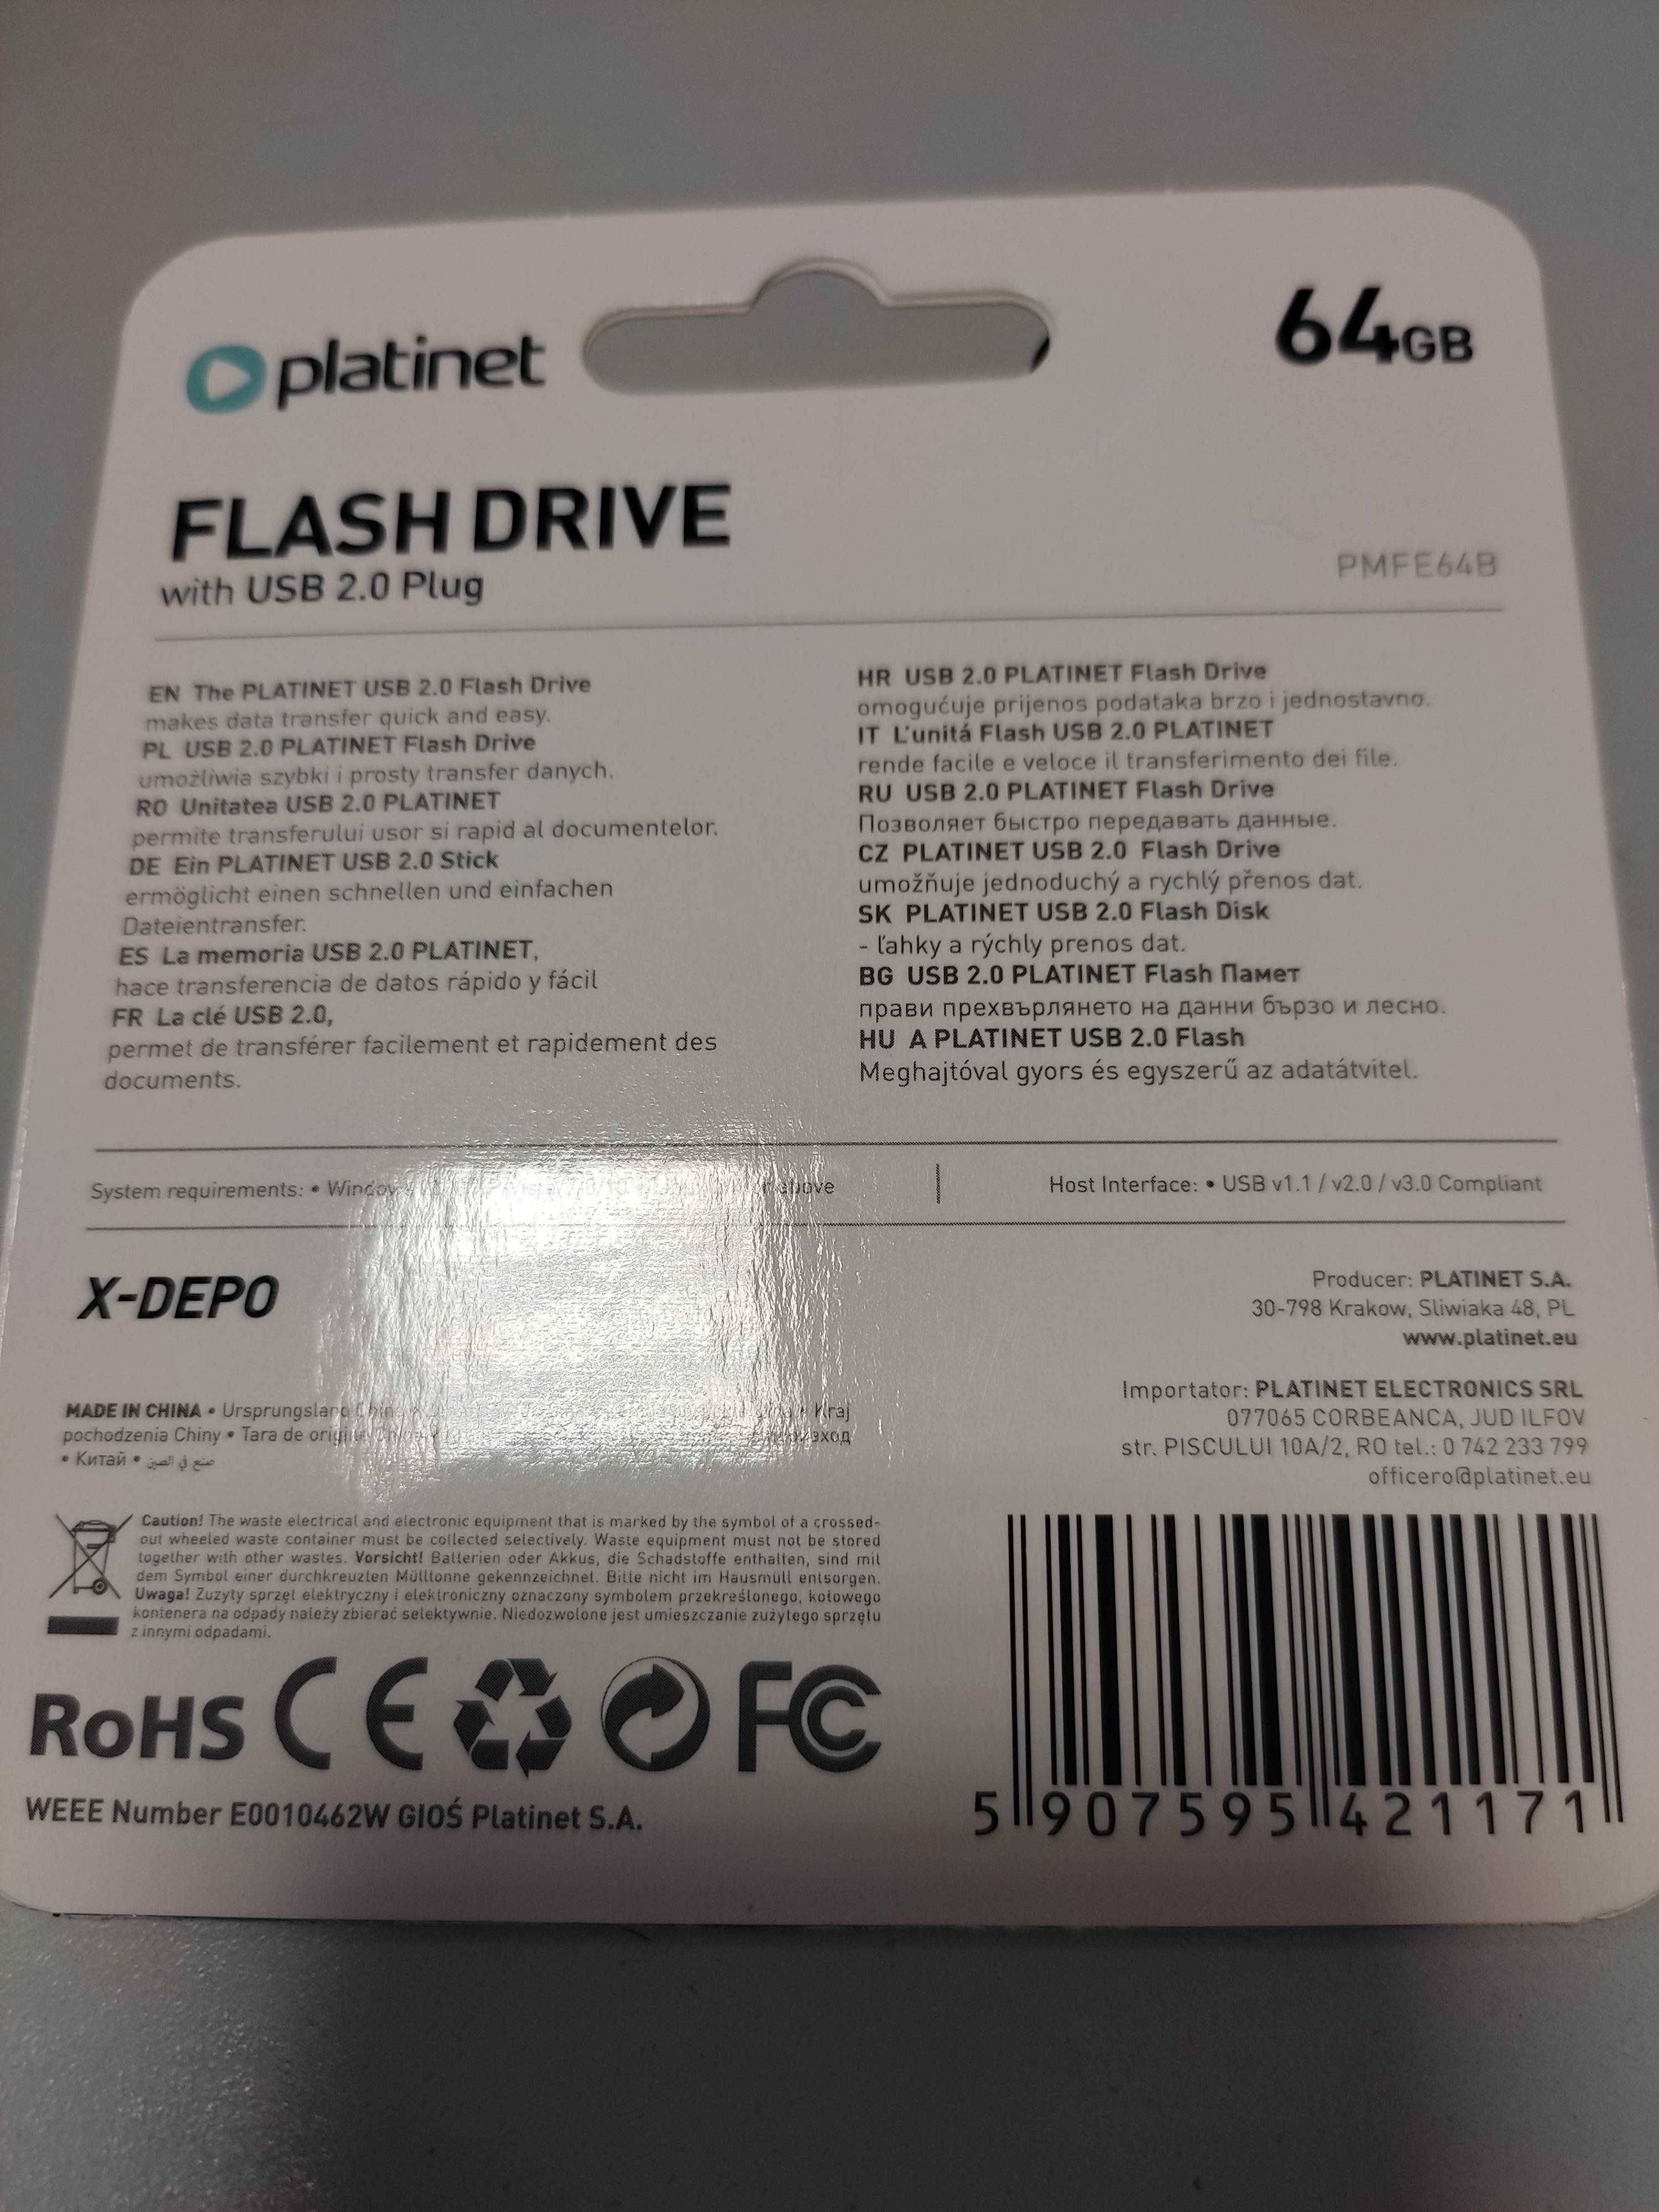 platinet
64GB
FLASH DRIVE
with USB 2.0 Plug
PMFE64B
EN The PLATINET USB 2.0 Flash Drive
makes data transfer quick and easy.
PL USB 2.0 PLATINET Flash Drive
umożliwia szybki i prosty transfer danych.
RO Unitatea USB 2.0 PLATINET
permite transferului usor si rapid al documentelor.
DE Ein PLATINET USB 2.0 Stick
ermöglicht einen schnellen und einfachen
Dateientransfer.
ES La memoria USB 2.0 PLATINET,
hace transferencia de datos rápido y fácil
FR La clé USB 2.0,
permet de transférer facilement et rapidement des
documents.
HR USB 2.0 PLATINET Flash Drive
omogućuje prijenos podataka brzo i jednostavno.
IT L'unitá Flash USB 2.0 PLATINET
rende facile e veloce il transferimento dei file.
RU USB 2.0 PLATINET Flash Drive
Позволяет быстро передавать данные.
CZ PLATINET USB 2.0 Flash Drive
umožňuje jednoduchý a rychlý přenos dat.
SK PLATINET USB 2.0 Flash Disk
- ľahky a rýchly prenos dat.
BG USB 2.0 PLATINET Flash Памет
прави прехвърлянето на данни бързо и лесно.
HU A PLATINET USB 2.0 Flash
Meghajtóval gyors és egyszerű az adatátvitel.
System requirements: • above
Host Interface: • USB v1.1 / v2.0 / v3.0 Compliant
X-DEPO
Producer: PLATINET S.A.
30-798 Krakow, Sliwiaka 48, PL
www.platinet.eu
Importator: PLATINET ELECTRONICS SRL
077065 CORBEANCA, JUD ILFOV
str. PISCULUI 10A/2, RO tel.: 0 742 233 799
officero@platinet.eu
MADE IN CHINA • Ursprungsland • Kraj
pochodzenia Chiny • Tara de origine
• Китай • صنع في الصين
Caution! The waste electrical and electronic equipment that is marked by the symbol of a crossed-
out wheeled waste container must be collected selectively. Waste equipment must not be stored
together with other wastes. Vorsicht! Batterien oder Akkus, die Schadstoffe enthalten, sind mit
dem Symbol einer durchkreuzten Mülltonne gekennzeichnet. Bitte nicht im Hausmüll entsorgen.
Uwaga! Zużyty sprzęt elektryczny i elektroniczny oznaczony symbolem przekreślonego, kołowego
kontenera na odpady należy zbierać selektywnie. Niedozwolone jest umieszczanie zużytego sprzętu
z innymi odpadami.
RoHS CE FC
WEEE Number E0010462W GIOŚ Platinet S.A.
5 907595 421171